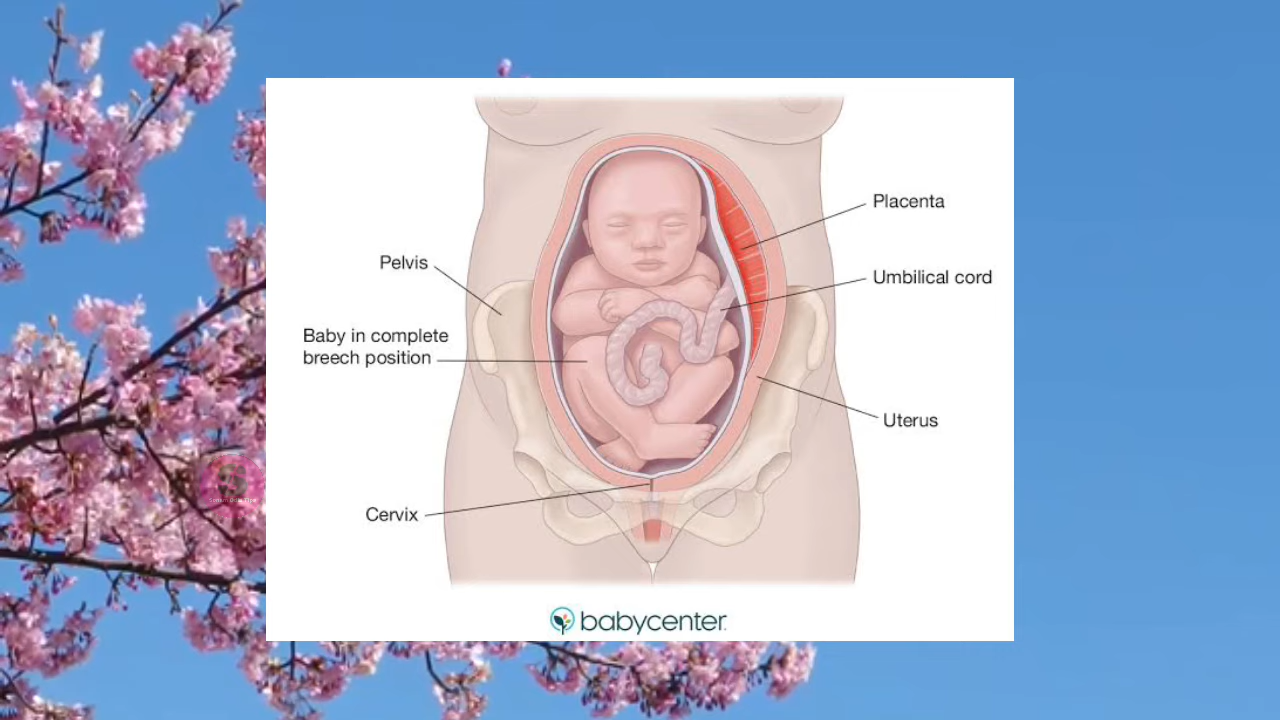 Placenta
Pelvis
Umbilical cord
Baby in complete
breech position
Uterus
Cervix
babycenter